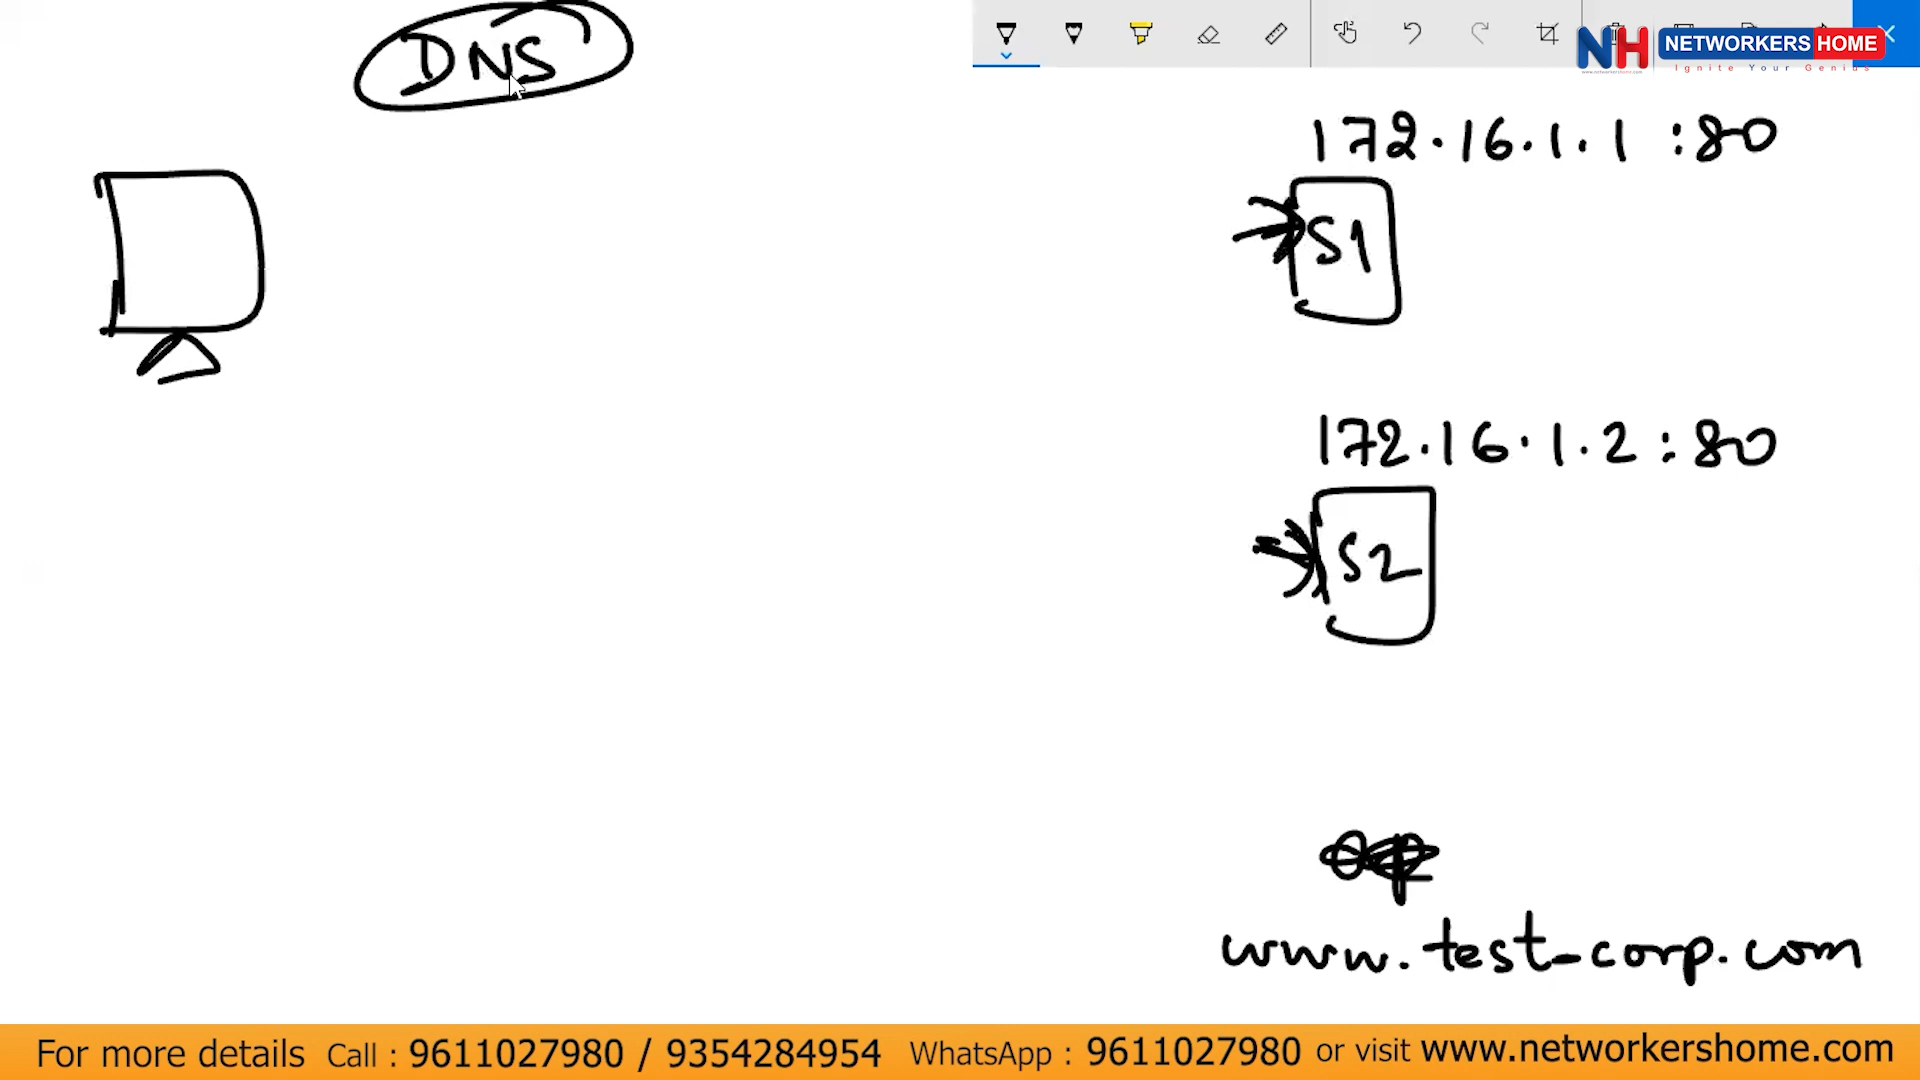 DNS
NH NETWORKERS HOME
Ignite Your Genius
172.16.1.1 :80
S1
172.16.1.2 :80
S2
www.test-corp.com
For more details Call : 9611027980 / 9354284954 WhatsApp : 9611027980 or visit www.networkershome.com